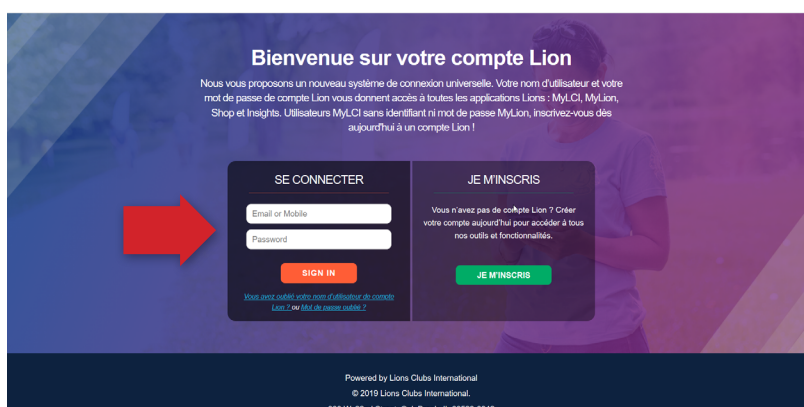 Bienvenue sur votre compte Lion
Nous vous proposons un nouveau système de connexion universelle. Votre nom d'utilisateur et votre
mot de passe de compte Lion vous donnent accès à toutes les applications Lions : MyLCI, MyLion,
Shop et Insights. Utilisateurs MyLCI sans identifiant ni mot de passe MyLion, inscrivez-vous dès
aujourd'hui à un compte Lion !
SE CONNECTER
Email or Mobile
Password
SIGN IN
Vous avez oublié votre nom d'utilisateur de compte
Lion ? ou Mot de passe oublié ?
JE M'INSCRIS
Vous n'avez pas de compte Lion ? Créer
votre compte aujourd'hui pour accéder à tous
nos outils et fonctionnalités.
JE M'INSCRIS
Powered by Lions Clubs International
© 2019 Lions Clubs International.